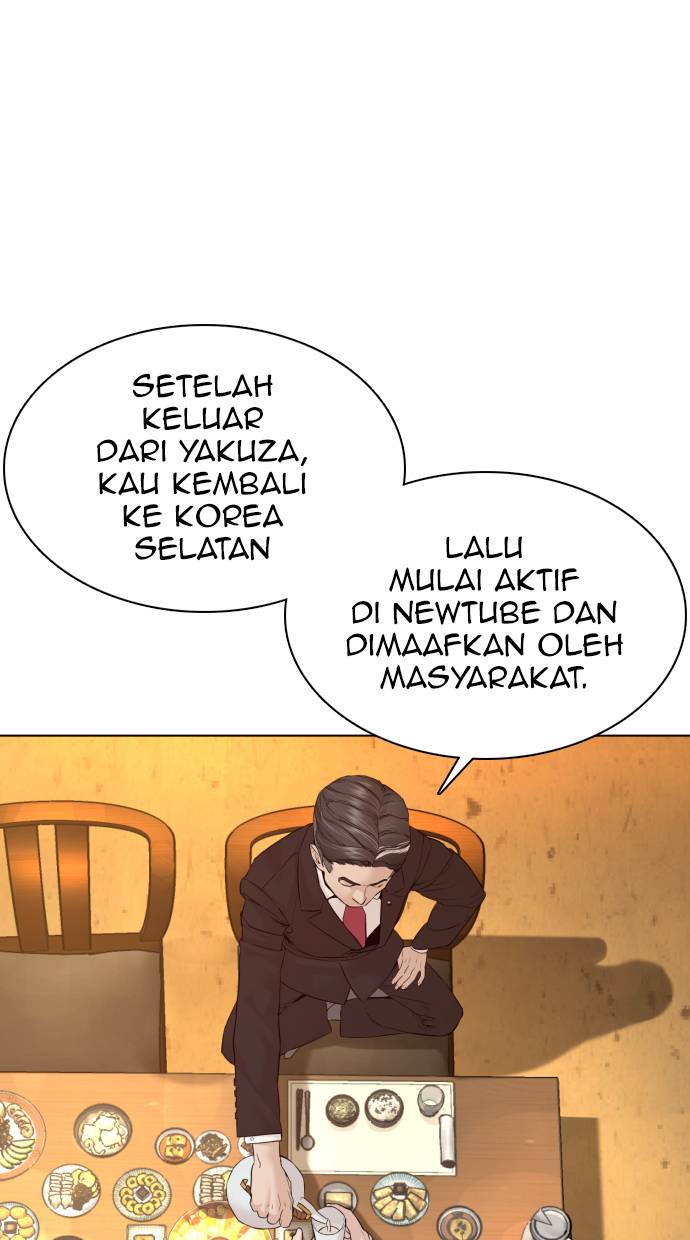 SETELAH
KELUAR
DARI YAKUZA,
KAU KEMBALI
KE KOREA
SELATAN
LALU
MULAI AKTIF
DI NEWTUBE DAN
DIMAAFKAN OLEH
MASYARAKAT.